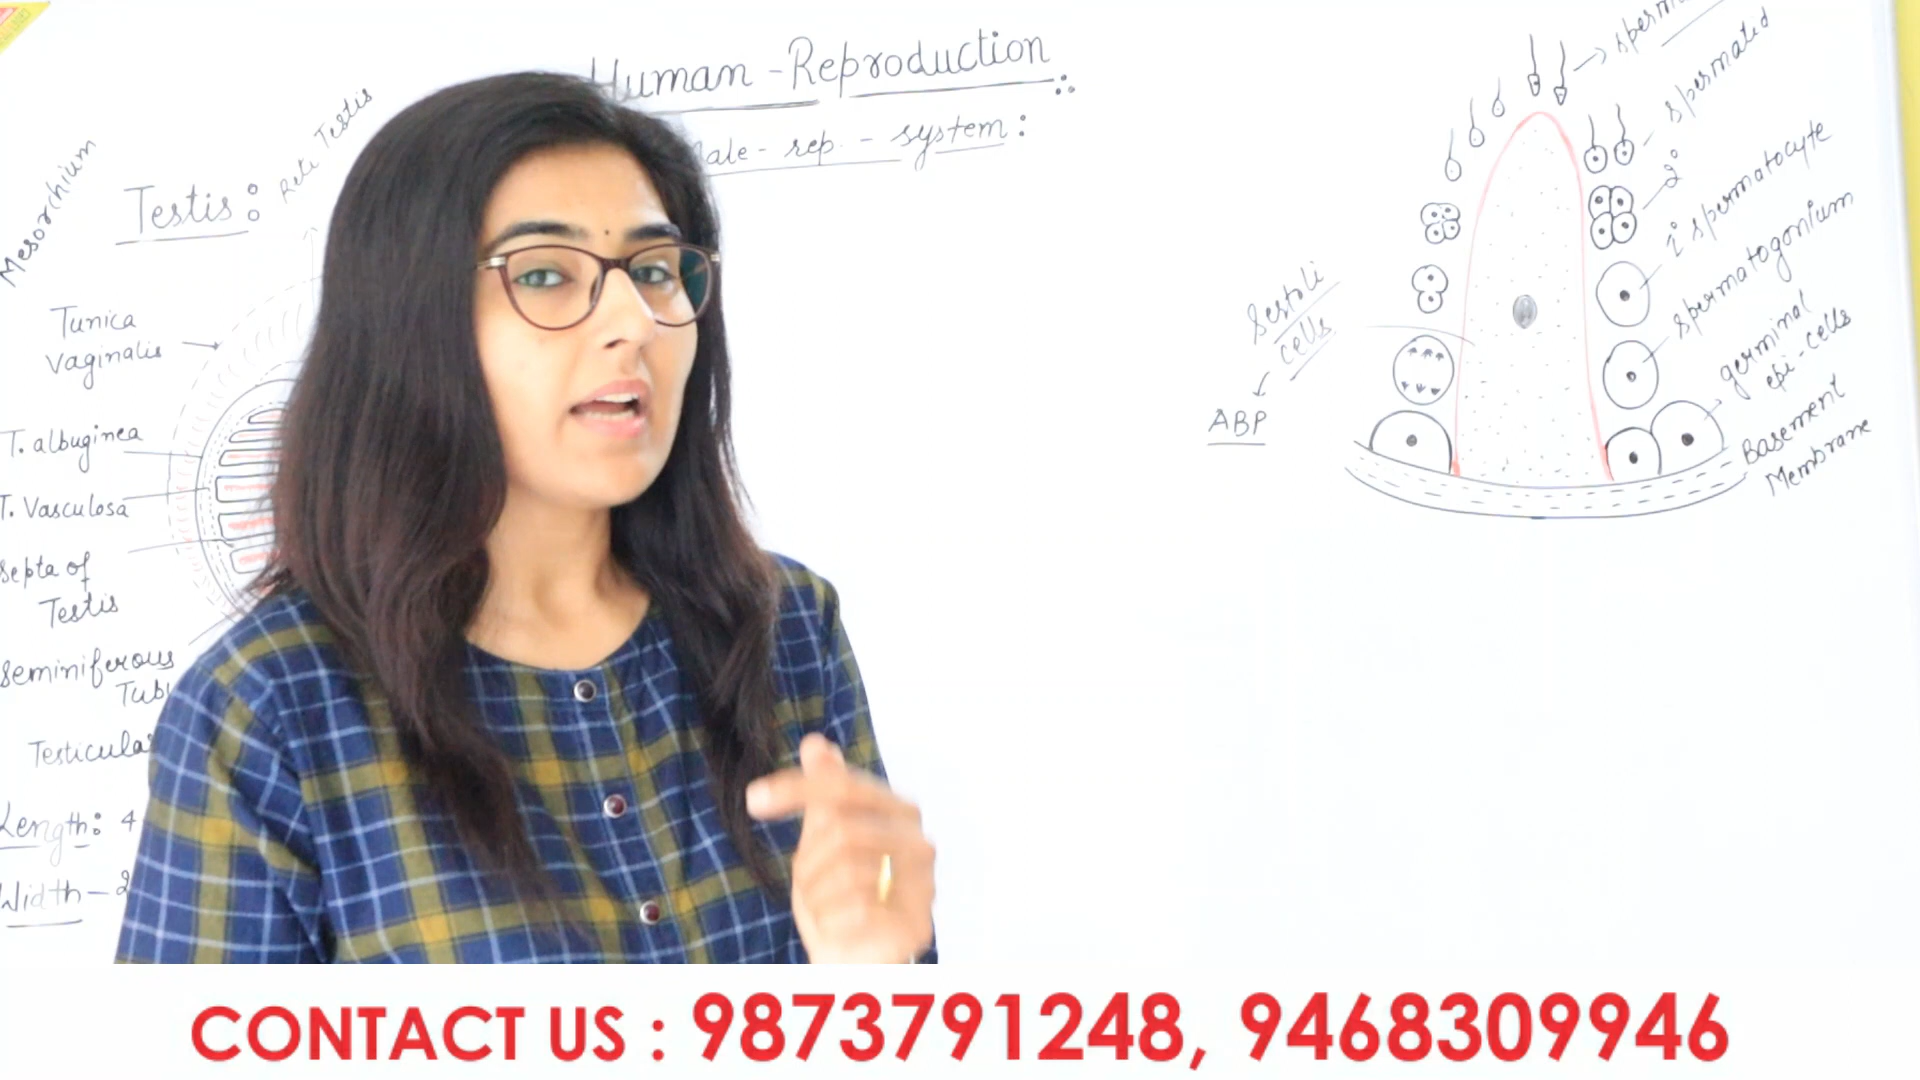 Human - Reproduction
Male - rep. - system :
Testis :
Rete Testis
Mesorchium
Tunica
Vaginalis
T. albuginea
T. Vasculosa
Septa of
Testis
Seminiferous
Length : 4
Width - 2
spermatid
2°
1° spermatocyte
spermatogonium
germinal
epi - cells
Basement
Membrane
Sertoli
cells
ABP
CONTACT US : 9873791248, 9468309946